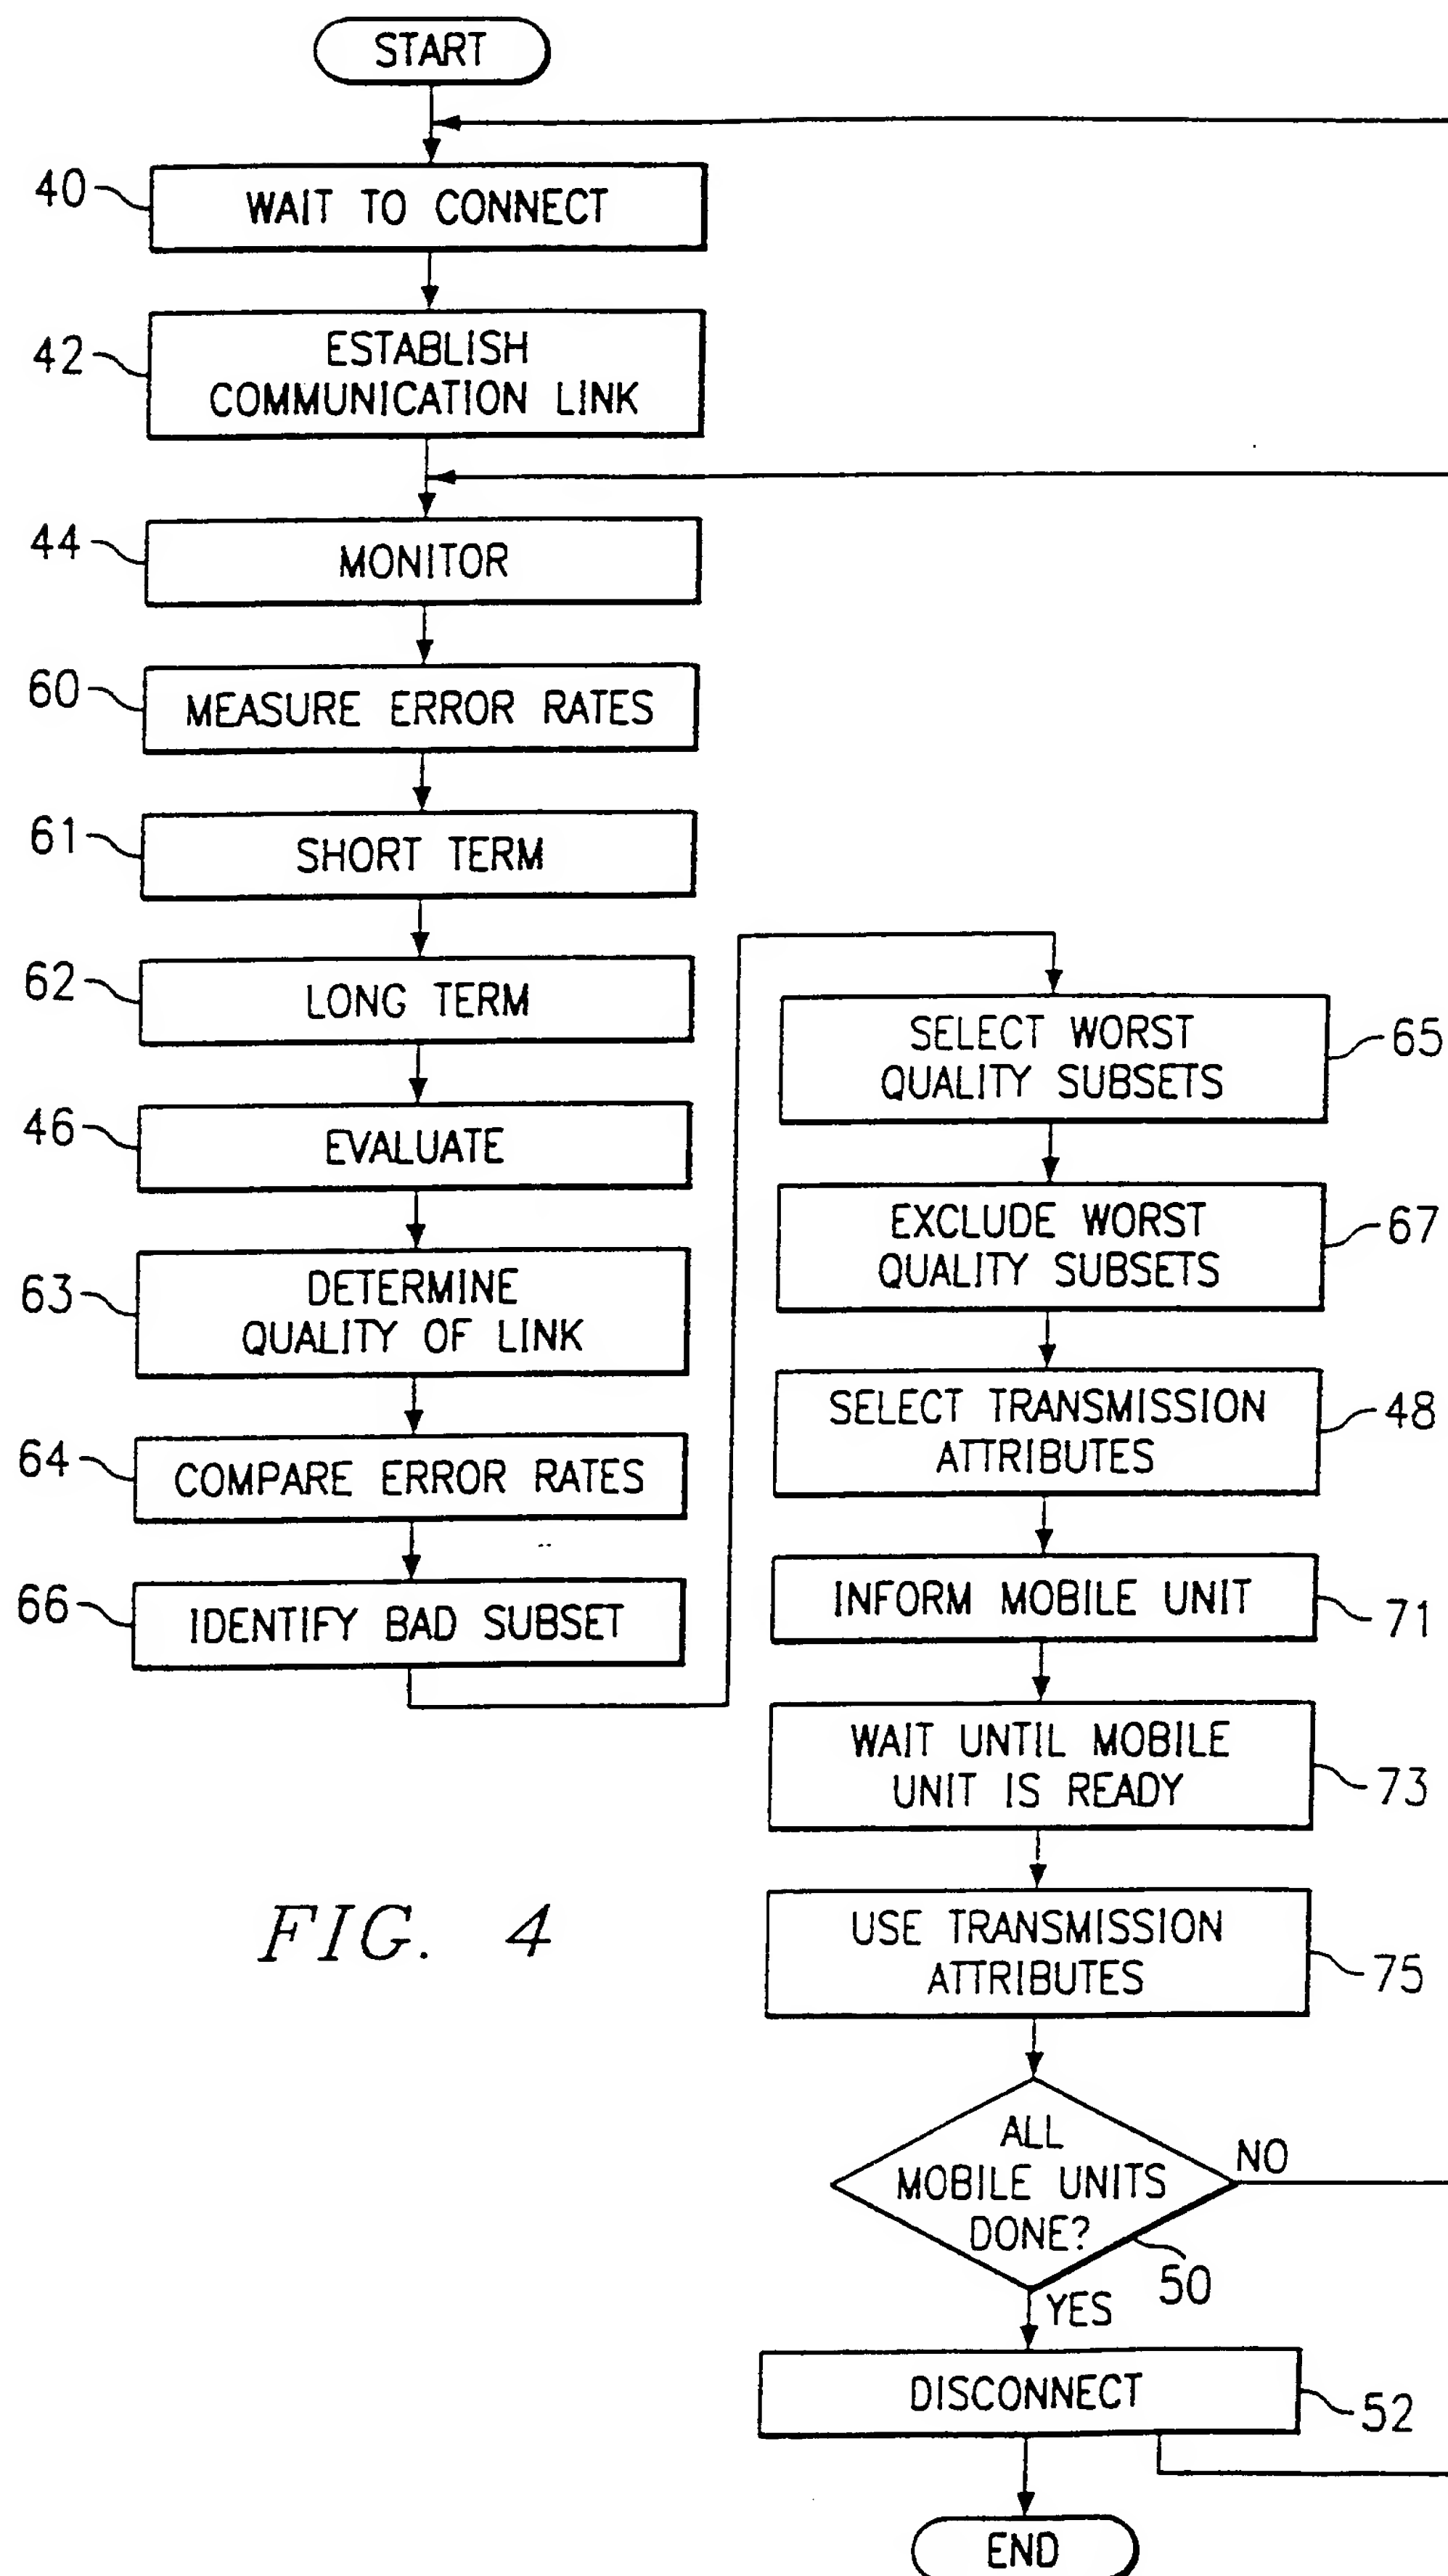 START
40
WAIT TO CONNECT
42
ESTABLISH
COMMUNICATION LINK
44
MONITOR
60
MEASURE ERROR RATES
61
SHORT TERM
62
LONG TERM
46
EVALUATE
63
DETERMINE
QUALITY OF LINK
64
COMPARE ERROR RATES
66
IDENTIFY BAD SUBSET
SELECT WORST
QUALITY SUBSETS
65
EXCLUDE WORST
QUALITY SUBSETS
67
SELECT TRANSMISSION
ATTRIBUTES
48
INFORM MOBILE UNIT
71
WAIT UNTIL MOBILE
UNIT IS READY
73
USE TRANSMISSION
ATTRIBUTES
75
ALL
MOBILE UNITS
DONE?
NO
50
YES
DISCONNECT
52
END
FIG. 4